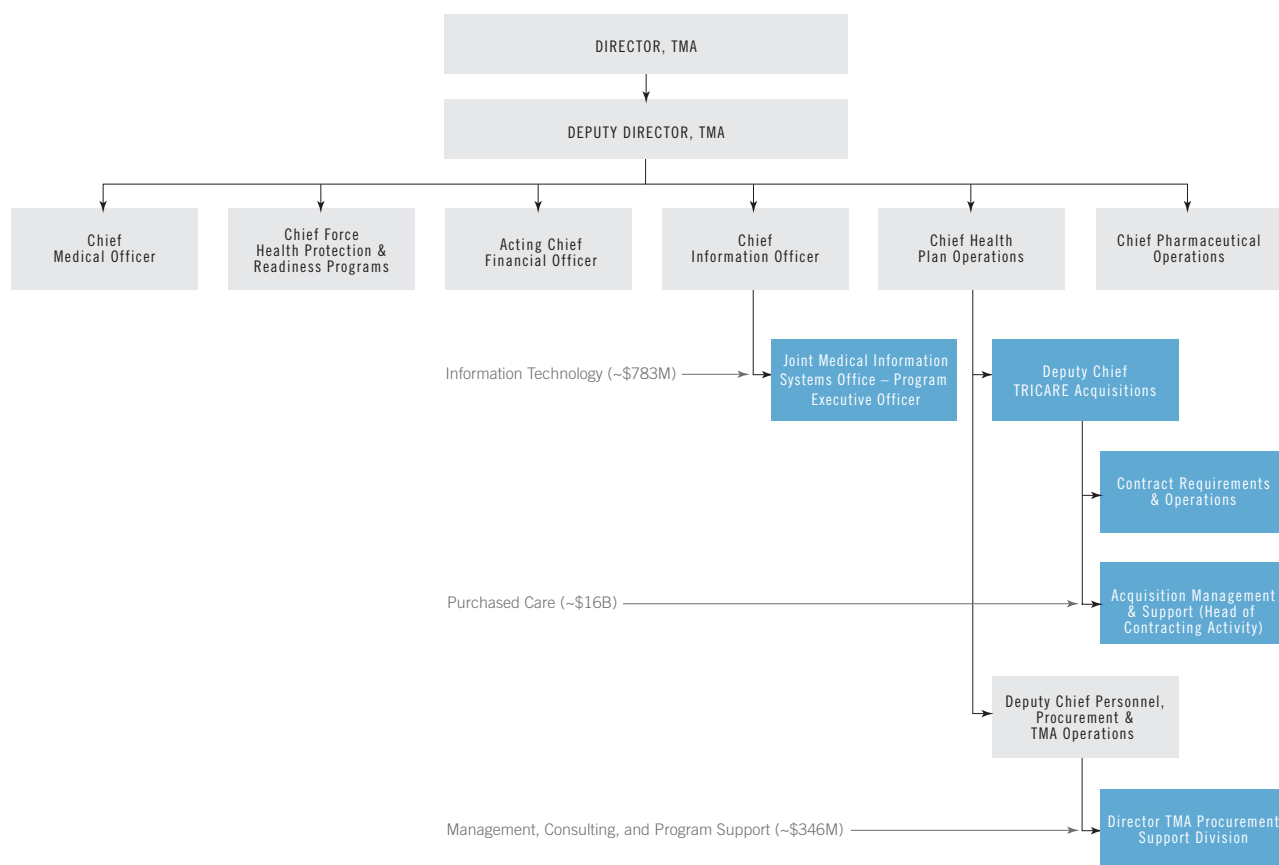 DIRECTOR, TMA
DEPUTY DIRECTOR, TMA
Chief
Medical Officer
Chief Force
Health Protection &
Readiness Programs
Acting Chief
Financial Officer
Chief
Information Officer
Chief Health
Plan Operations
Chief Pharmaceutical
Operations
Information Technology (~$783M)
Joint Medical Information
Systems Office – Program
Executive Officer
Deputy Chief
TRICARE Acquisitions
Contract Requirements
& Operations
Purchased Care (~$16B)
Acquisition Management
& Support (Head of
Contracting Activity)
Deputy Chief Personnel,
Procurement &
TMA Operations
Management, Consulting, and Program Support (~$346M)
Director TMA Procurement
Support Division